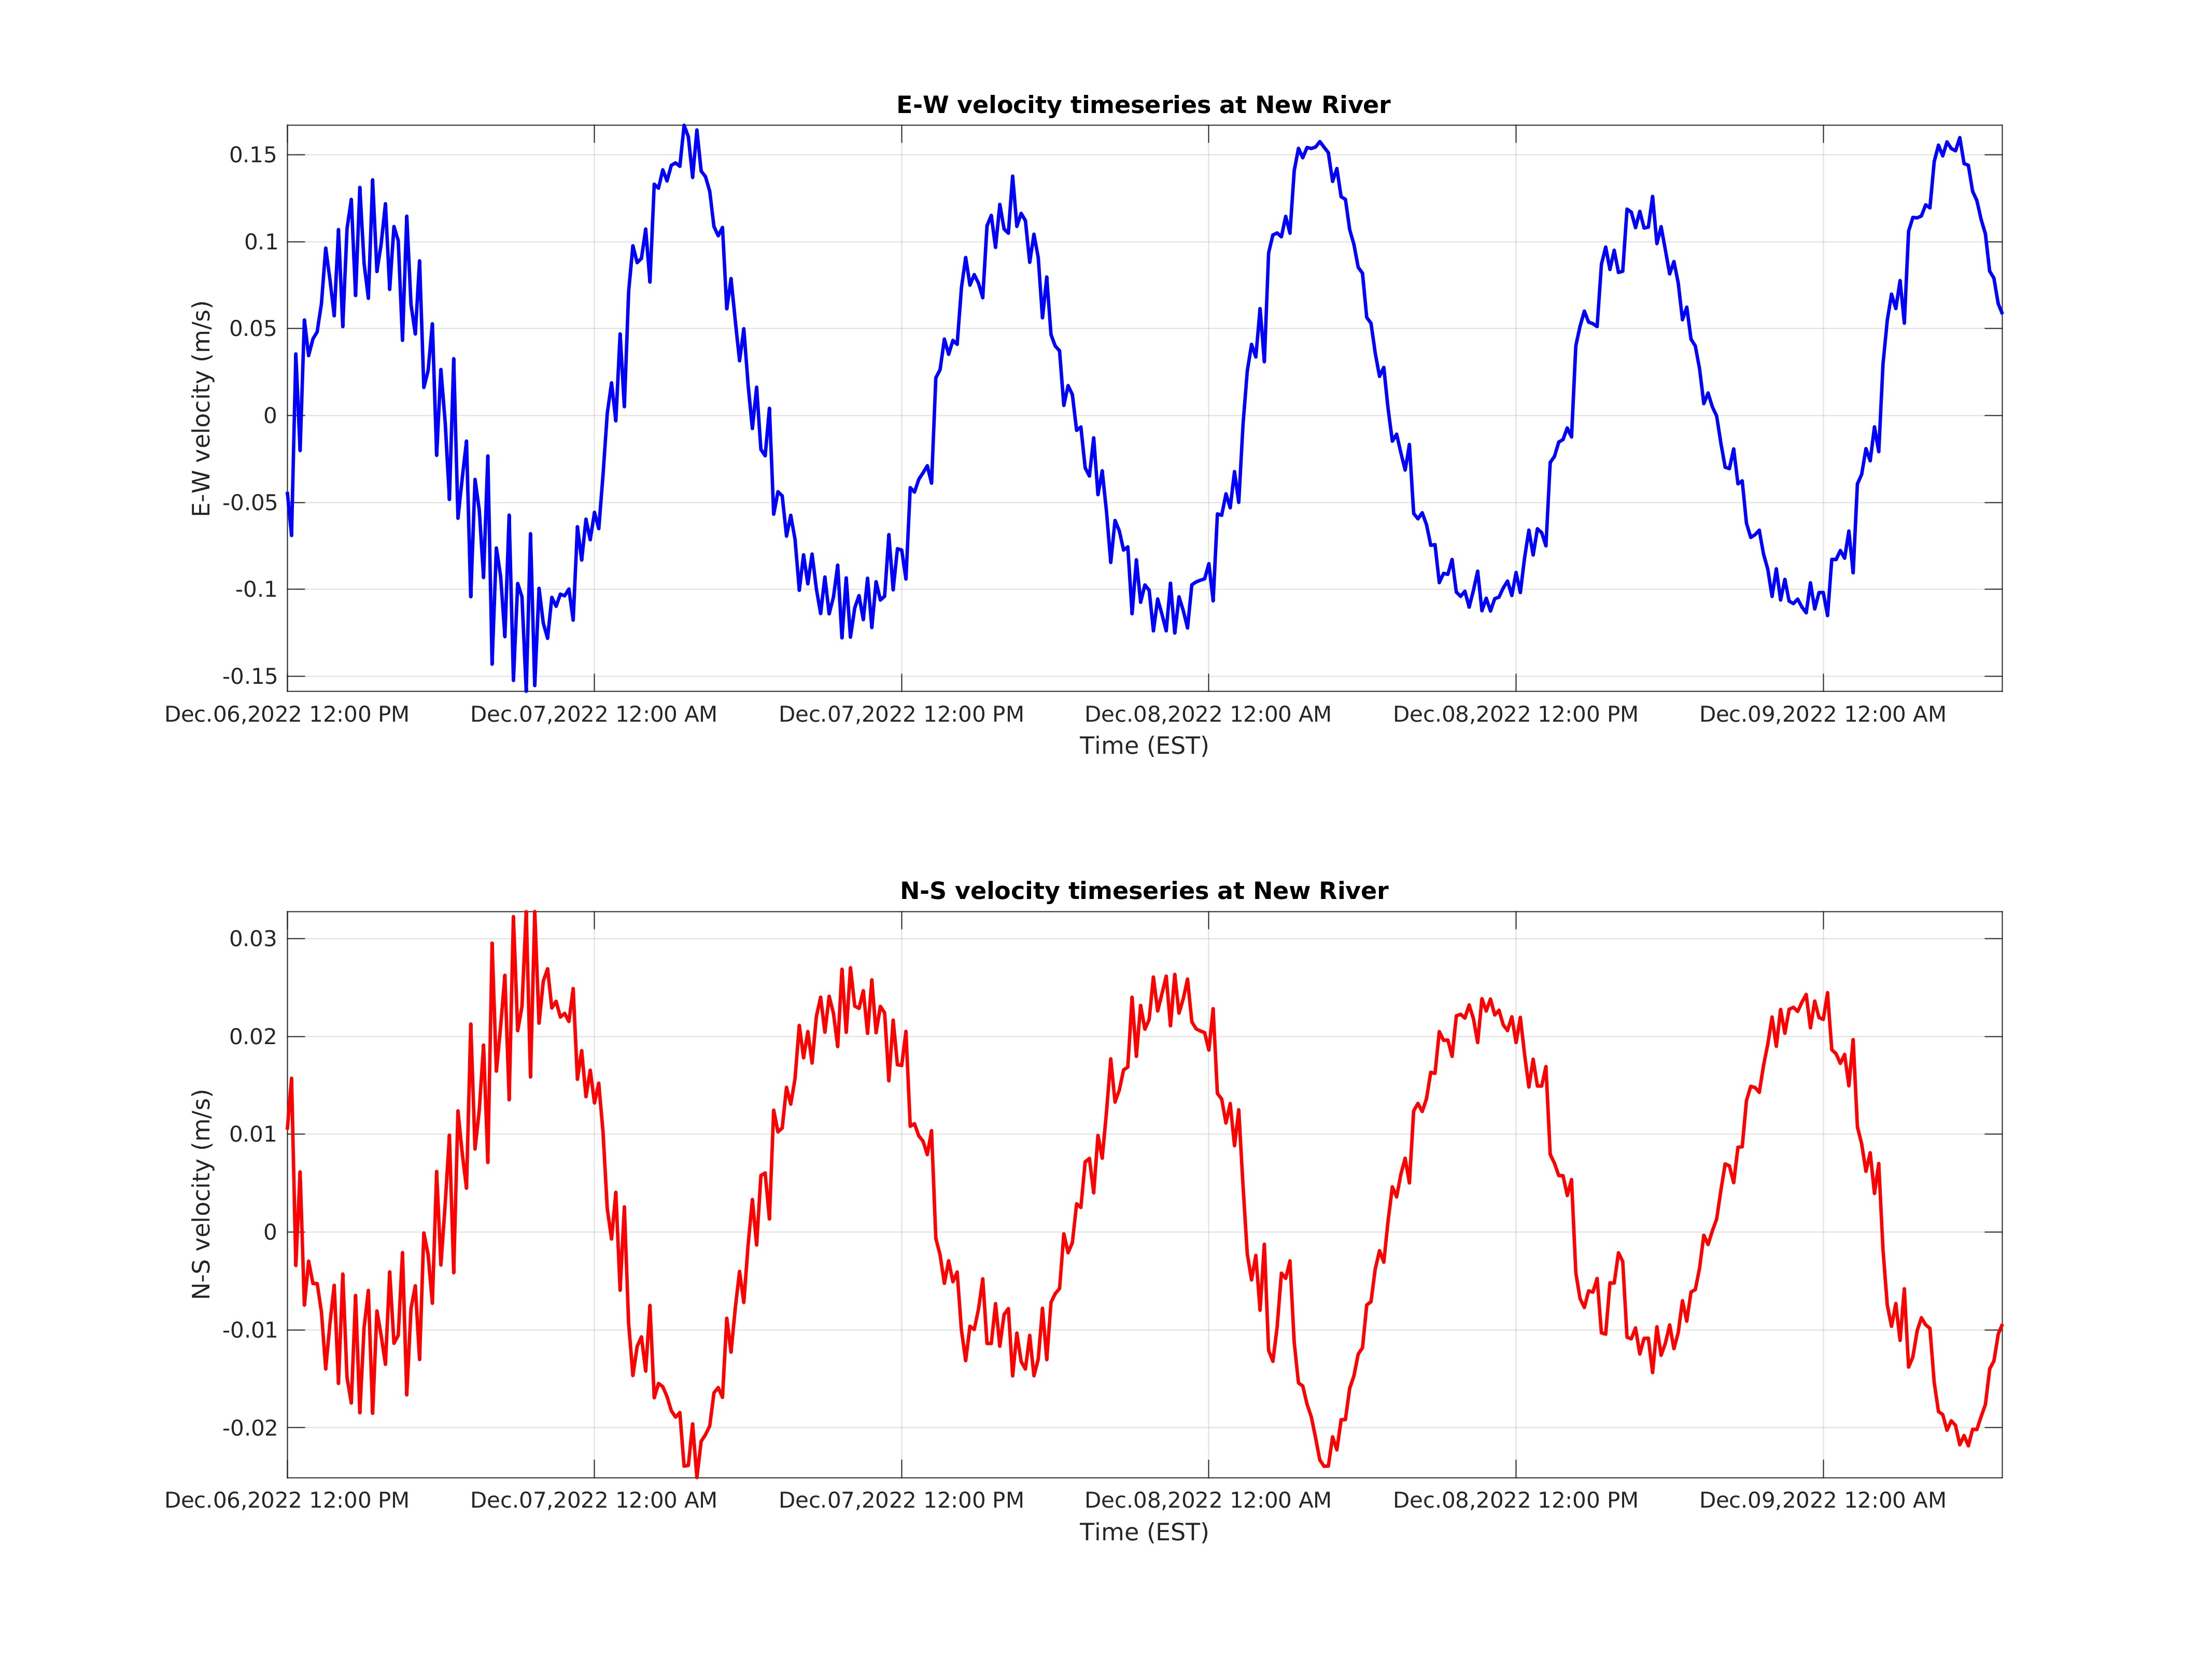 E-W velocity timeseries at New River
E-W velocity (m/s)
0.15
0.1
0.05
0
-0.05
-0.1
-0.15
Dec.06,2022 12:00 PM Dec.07,2022 12:00 AM Dec.07,2022 12:00 PM Dec.08,2022 12:00 AM Dec.08,2022 12:00 PM Dec.09,2022 12:00 AM
Time (EST)
N-S velocity timeseries at New River
N-S velocity (m/s)
0.03
0.02
0.01
0
-0.01
-0.02
Dec.06,2022 12:00 PM Dec.07,2022 12:00 AM Dec.07,2022 12:00 PM Dec.08,2022 12:00 AM Dec.08,2022 12:00 PM Dec.09,2022 12:00 AM
Time (EST)